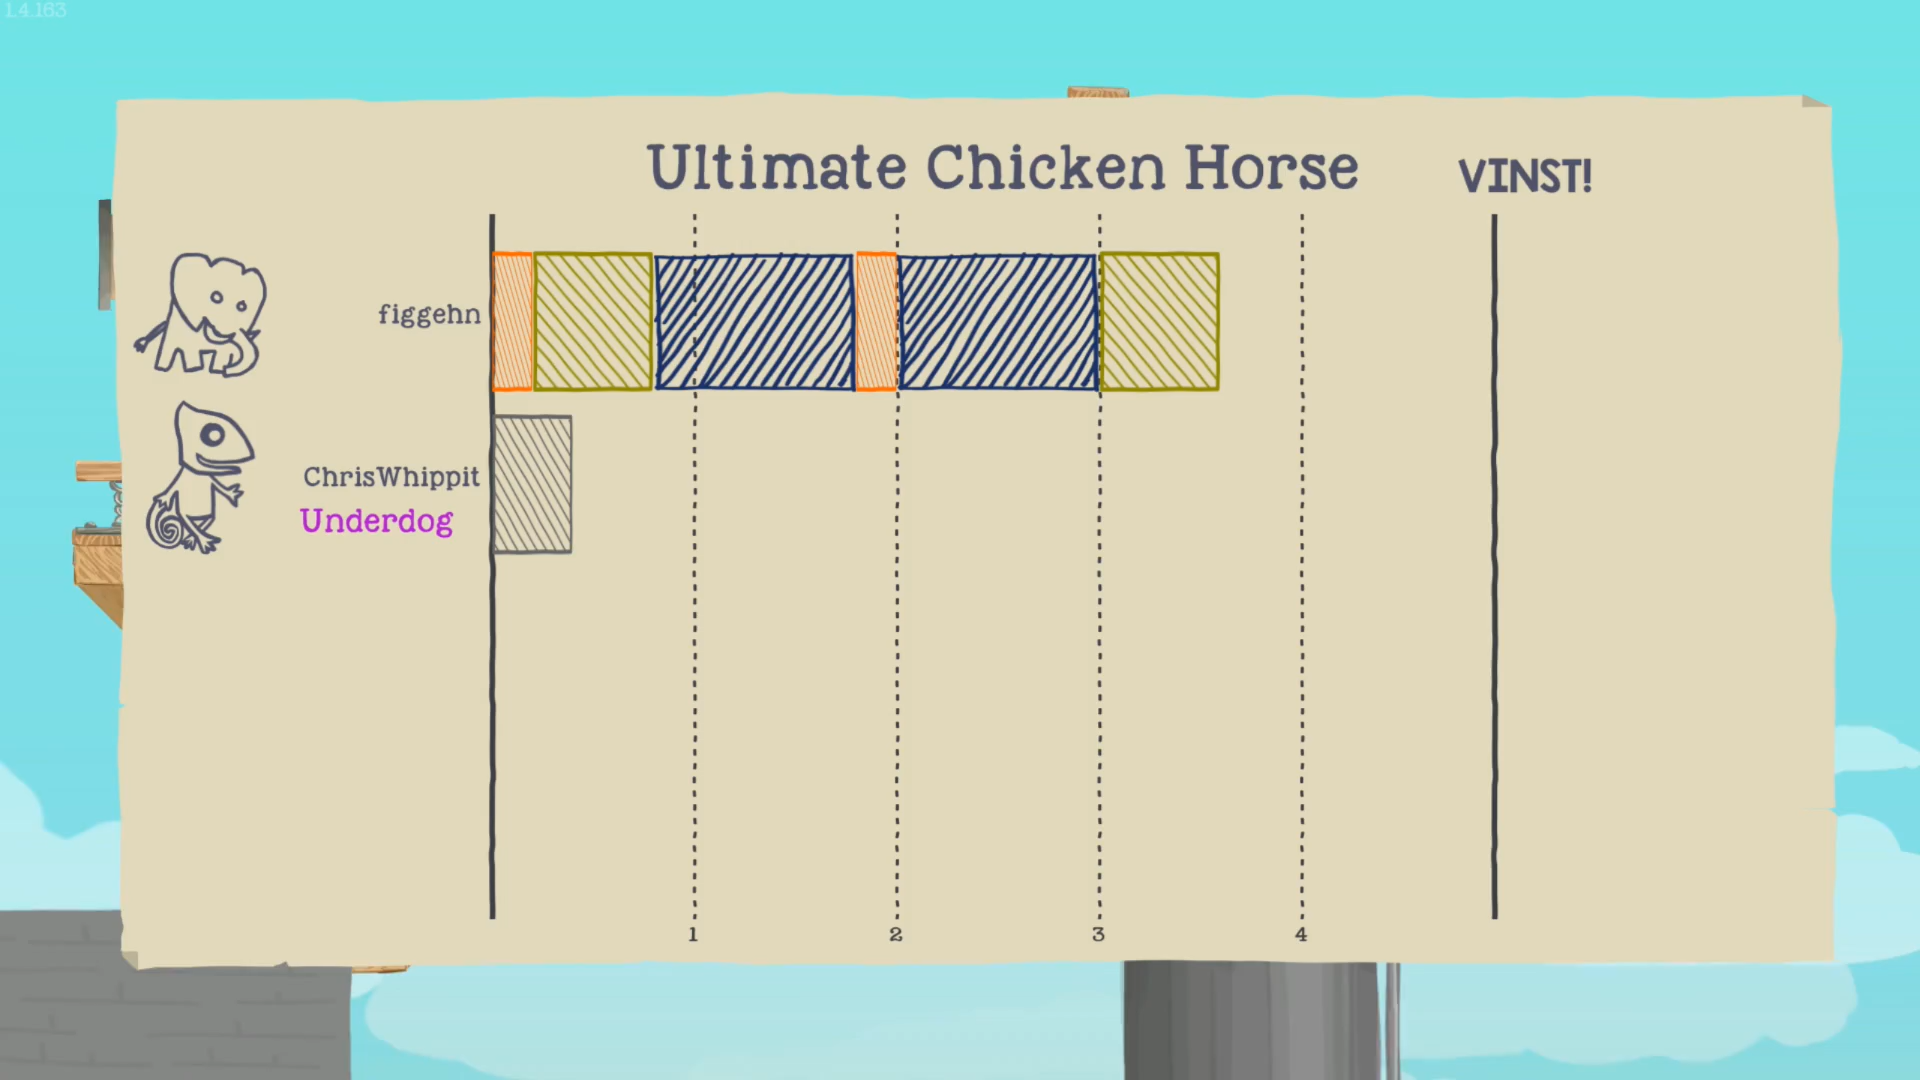 1.4.163
Ultimate Chicken Horse
VINST!
figgehn
ChrisWhippit
Underdog
1 2 3 4